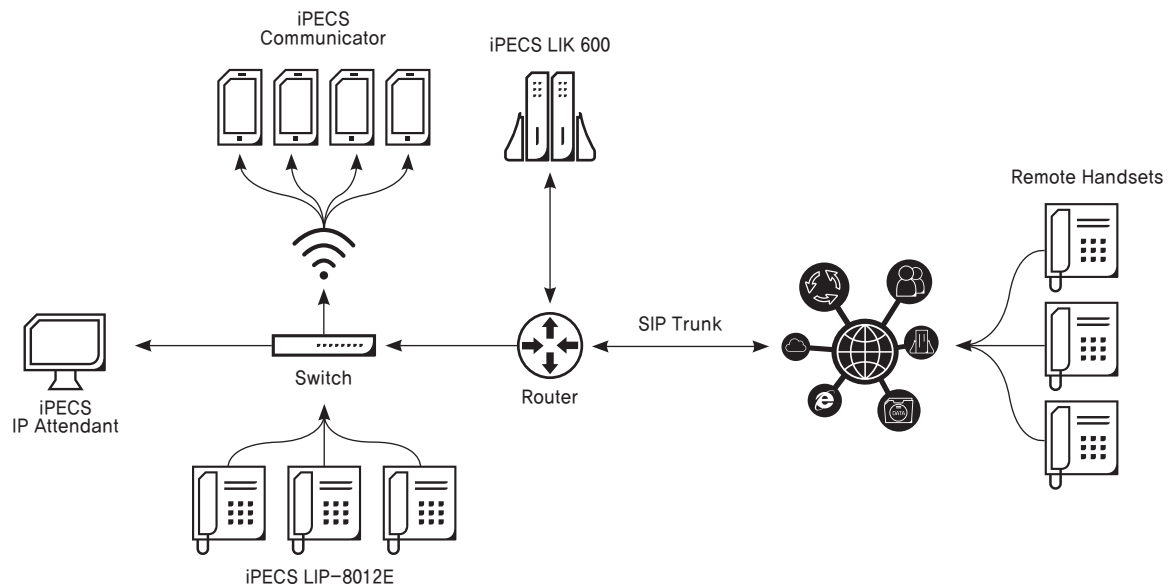 iPECS
Communicator
iPECS LIK 600
Remote Handsets
SIP Trunk
Switch
Router
iPECS
IP Attendant
DATA
iPECS LIP-8012E